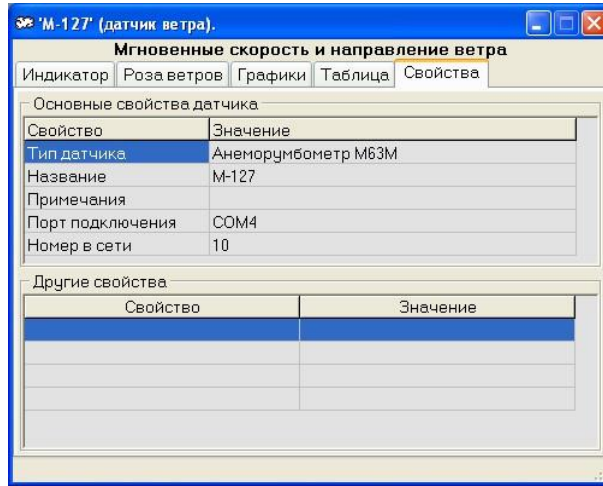 'М-127' (датчик ветра).
Мгновенные скорость и направление ветра
Индикатор Роза ветров Графики Таблица Свойства
Основные свойства датчика
Свойство Значение
Тип датчика Анеморумбометр М63М
Название М-127
Примечания
Порт подключения COM4
Номер в сети 10
Другие свойства
Свойство Значение